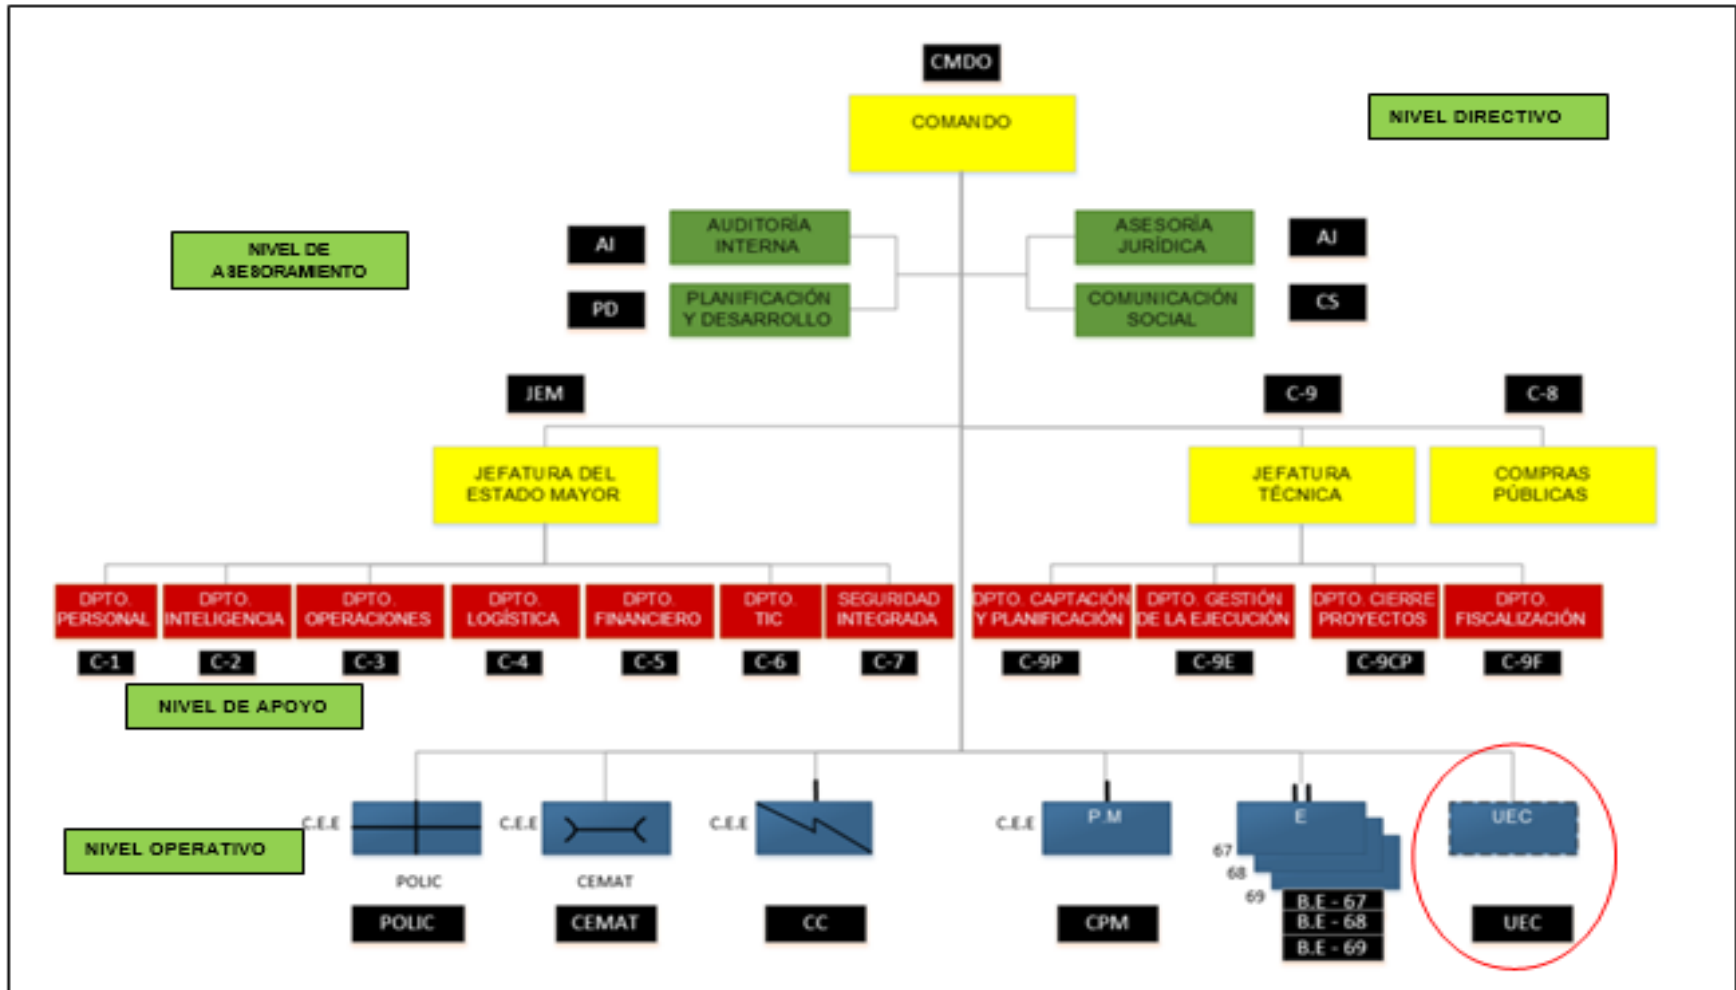 CMDO
COMANDO
NIVEL DIRECTIVO
NIVEL DE
ASESORAMIENTO
AI
AUDITORÍA
INTERNA
ASESORÍA
JURÍDICA
AJ
PD
PLANIFICACIÓN
Y DESARROLLO
COMUNICACIÓN
SOCIAL
CS
JEM
C-9
C-8
JEFATURA DEL
ESTADO MAYOR
JEFATURA
TÉCNICA
COMPRAS
PÚBLICAS
DPTO.
PERSONAL
DPTO.
INTELIGENCIA
DPTO.
OPERACIONES
DPTO.
LOGÍSTICA
DPTO.
FINANCIERO
DPTO.
TIC
SEGURIDAD
INTEGRADA
DPTO. CAPTACIÓN
Y PLANIFICACIÓN
DPTO. GESTIÓN
DE LA EJECUCIÓN
DPTO. CIERRE
PROYECTOS
DPTO.
FISCALIZACIÓN
C-1
C-2
C-3
C-4
C-5
C-6
C-7
C-9P
C-9E
C-9CP
C-9F
NIVEL DE APOYO
NIVEL OPERATIVO
C.E.E
C.E.E
C.E.E
C.E.E
P.M
E
67
68
69
UEC
POLIC
CEMAT
POLIC
CEMAT
CC
CPM
B.E - 67
B.E - 68
B.E - 69
UEC